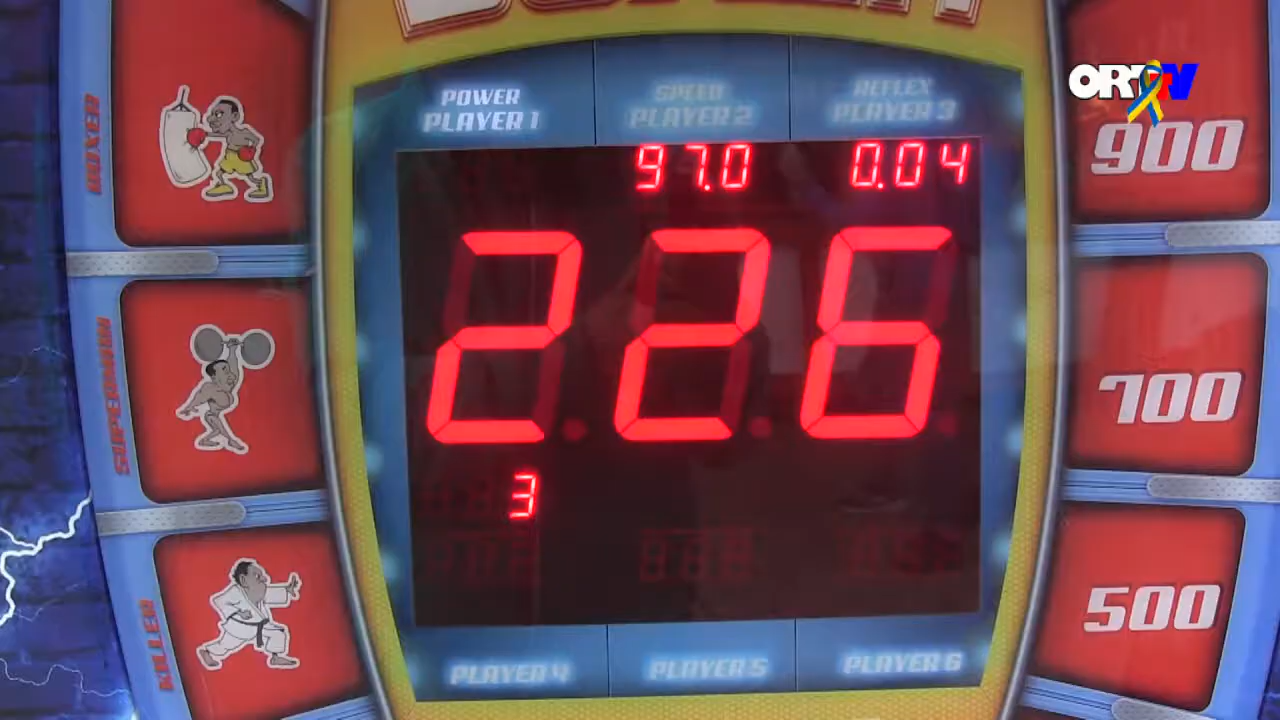 ORTV
BOXER
900
POWER
PLAYER 1
SPEED
PLAYER 2
REFLEX
PLAYER 3
97.0
0.04
226
3
SUPERMAN
700
KILLER
500
PLAYER 4
PLAYER 5
PLAYER 6